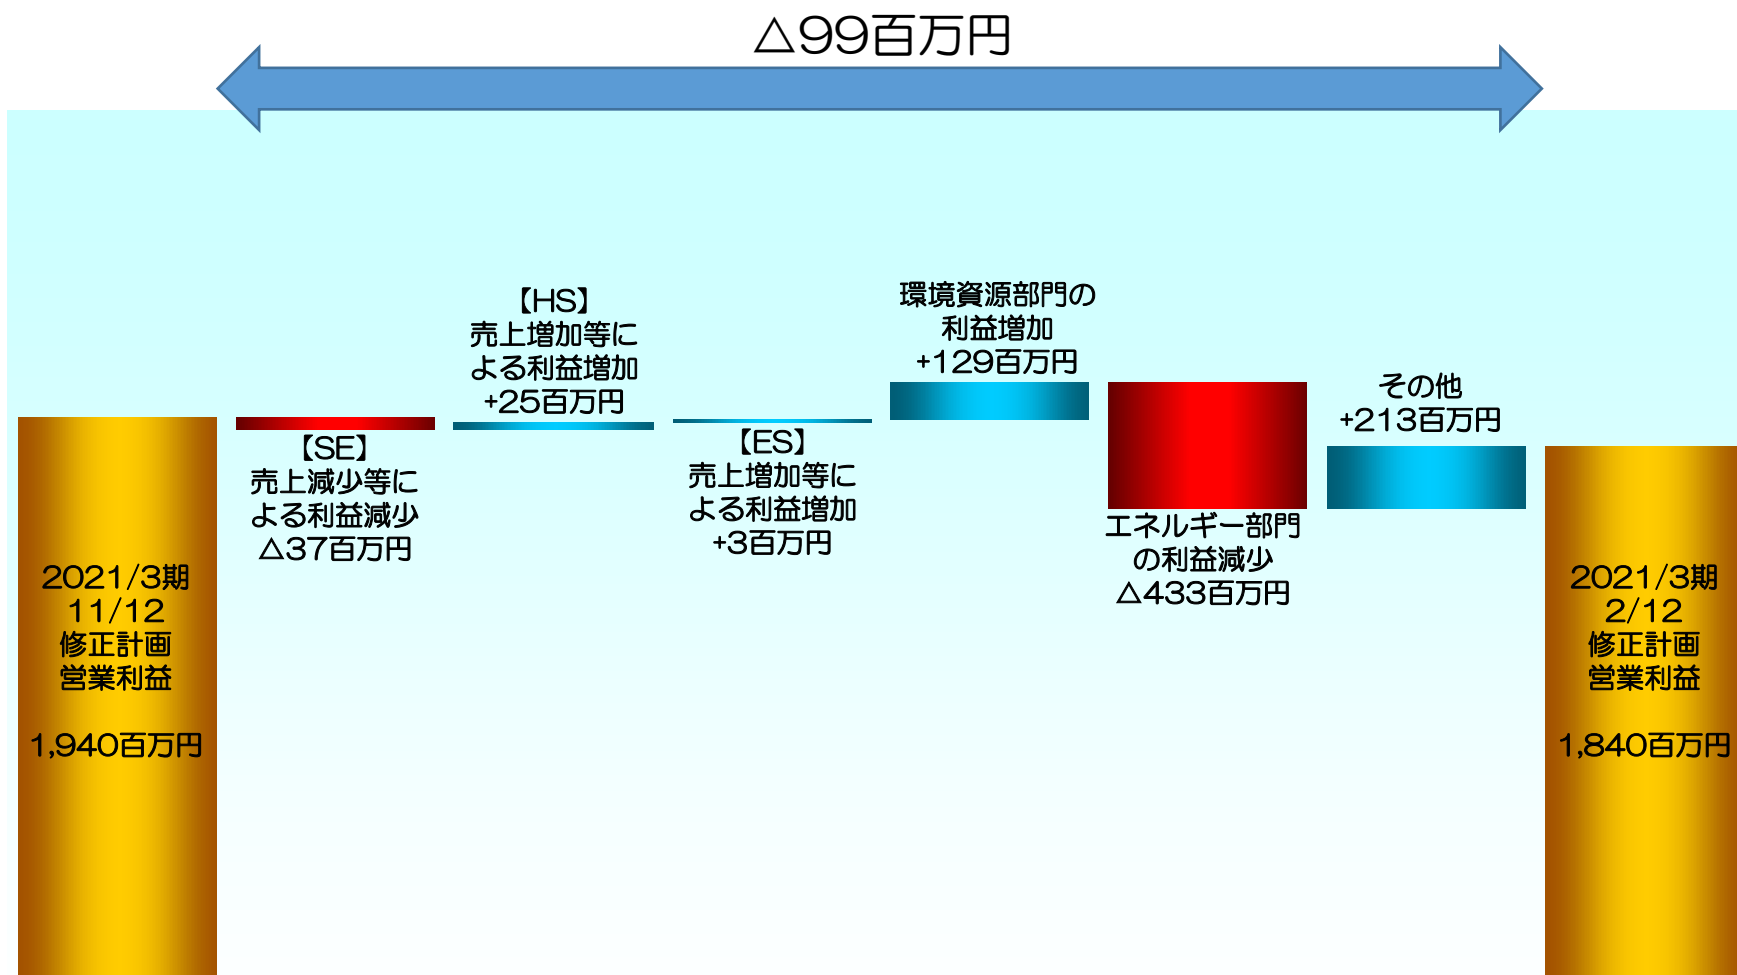 △99百万円
2021/3期
11/12
修正計画
営業利益
1,940百万円
【SE】
売上減少等に
よる利益減少
△37百万円
【HS】
売上増加等に
よる利益増加
+25百万円
【ES】
売上増加等に
よる利益増加
+3百万円
環境資源部門の
利益増加
+129百万円
エネルギー部門
の利益減少
△433百万円
その他
+213百万円
2021/3期
2/12
修正計画
営業利益
1,840百万円